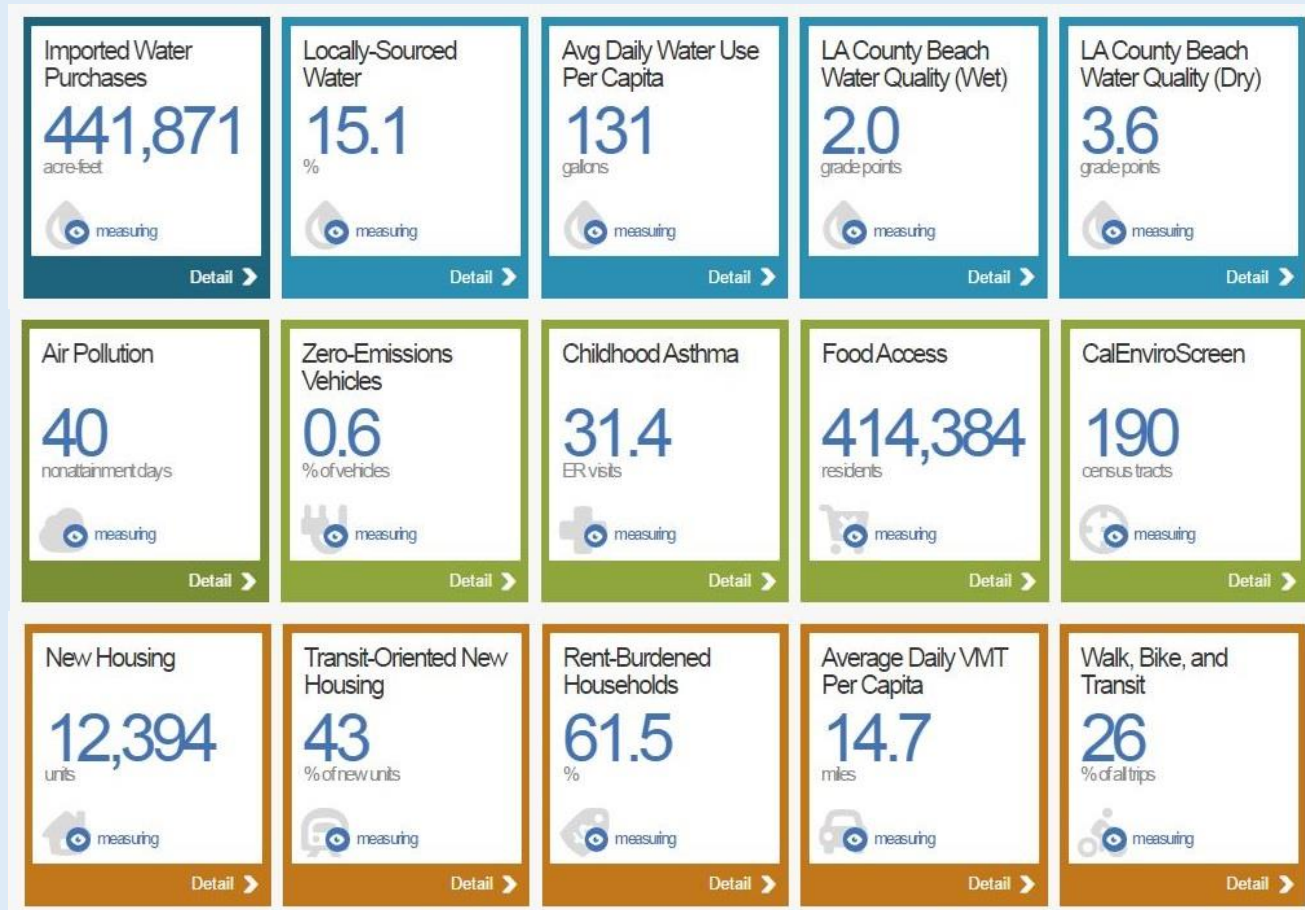 Imported Water
Purchases
441,871
acre-feet
measuring
Detail
Locally-Sourced
Water
15.1
%
measuring
Detail
Avg Daily Water Use
Per Capita
131
gallons
measuring
Detail
LA County Beach
Water Quality (Wet)
2.0
grade points
measuring
Detail
LA County Beach
Water Quality (Dry)
3.6
grade points
measuring
Detail
Air Pollution
40
nonattainment days
measuring
Detail
Zero-Emissions
Vehicles
0.6
% of vehicles
measuring
Detail
Childhood Asthma
31.4
ER visits
measuring
Detail
Food Access
414,384
residents
measuring
Detail
CalEnviroScreen
190
census tracts
measuring
Detail
New Housing
12,394
units
measuring
Detail
Transit-Oriented New
Housing
43
% of new units
measuring
Detail
Rent-Burdened
Households
61.5
%
measuring
Detail
Average Daily VMT
Per Capita
14.7
miles
measuring
Detail
Walk, Bike, and
Transit
26
% of all trips
measuring
Detail